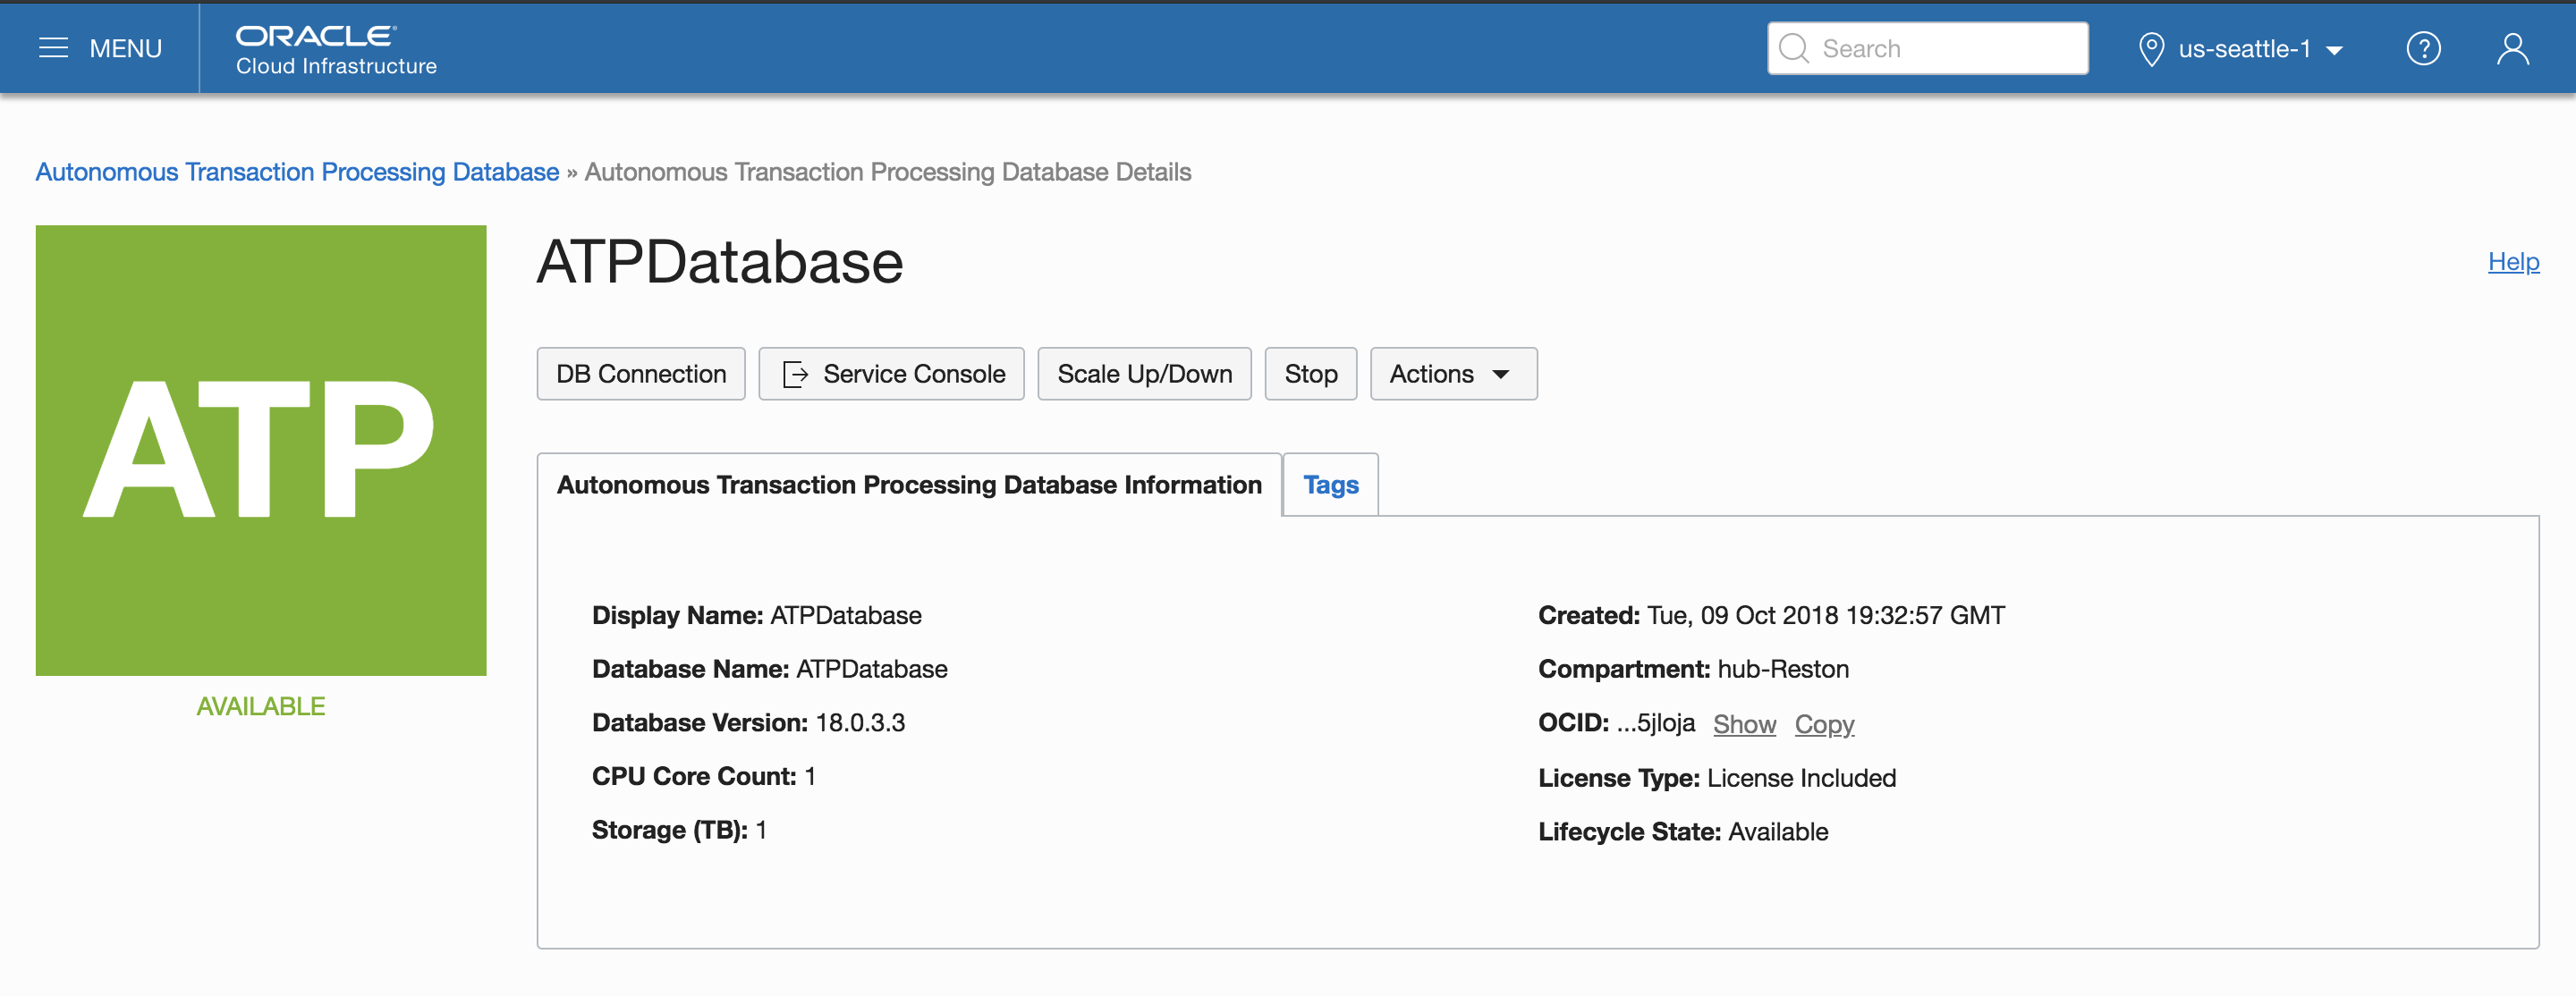 MENU
ORACLE®
Cloud Infrastructure
Search
us-seattle-1
?
Autonomous Transaction Processing Database » Autonomous Transaction Processing Database Details
ATP
AVAILABLE
ATPDatabase
Help
DB Connection
Service Console
Scale Up/Down
Stop
Actions
Autonomous Transaction Processing Database Information
Tags
Display Name: ATPDatabase
Database Name: ATPDatabase
Database Version: 18.0.3.3
CPU Core Count: 1
Storage (TB): 1
Created: Tue, 09 Oct 2018 19:32:57 GMT
Compartment: hub-Reston
OCID: ...5jloja Show Copy
License Type: License Included
Lifecycle State: Available